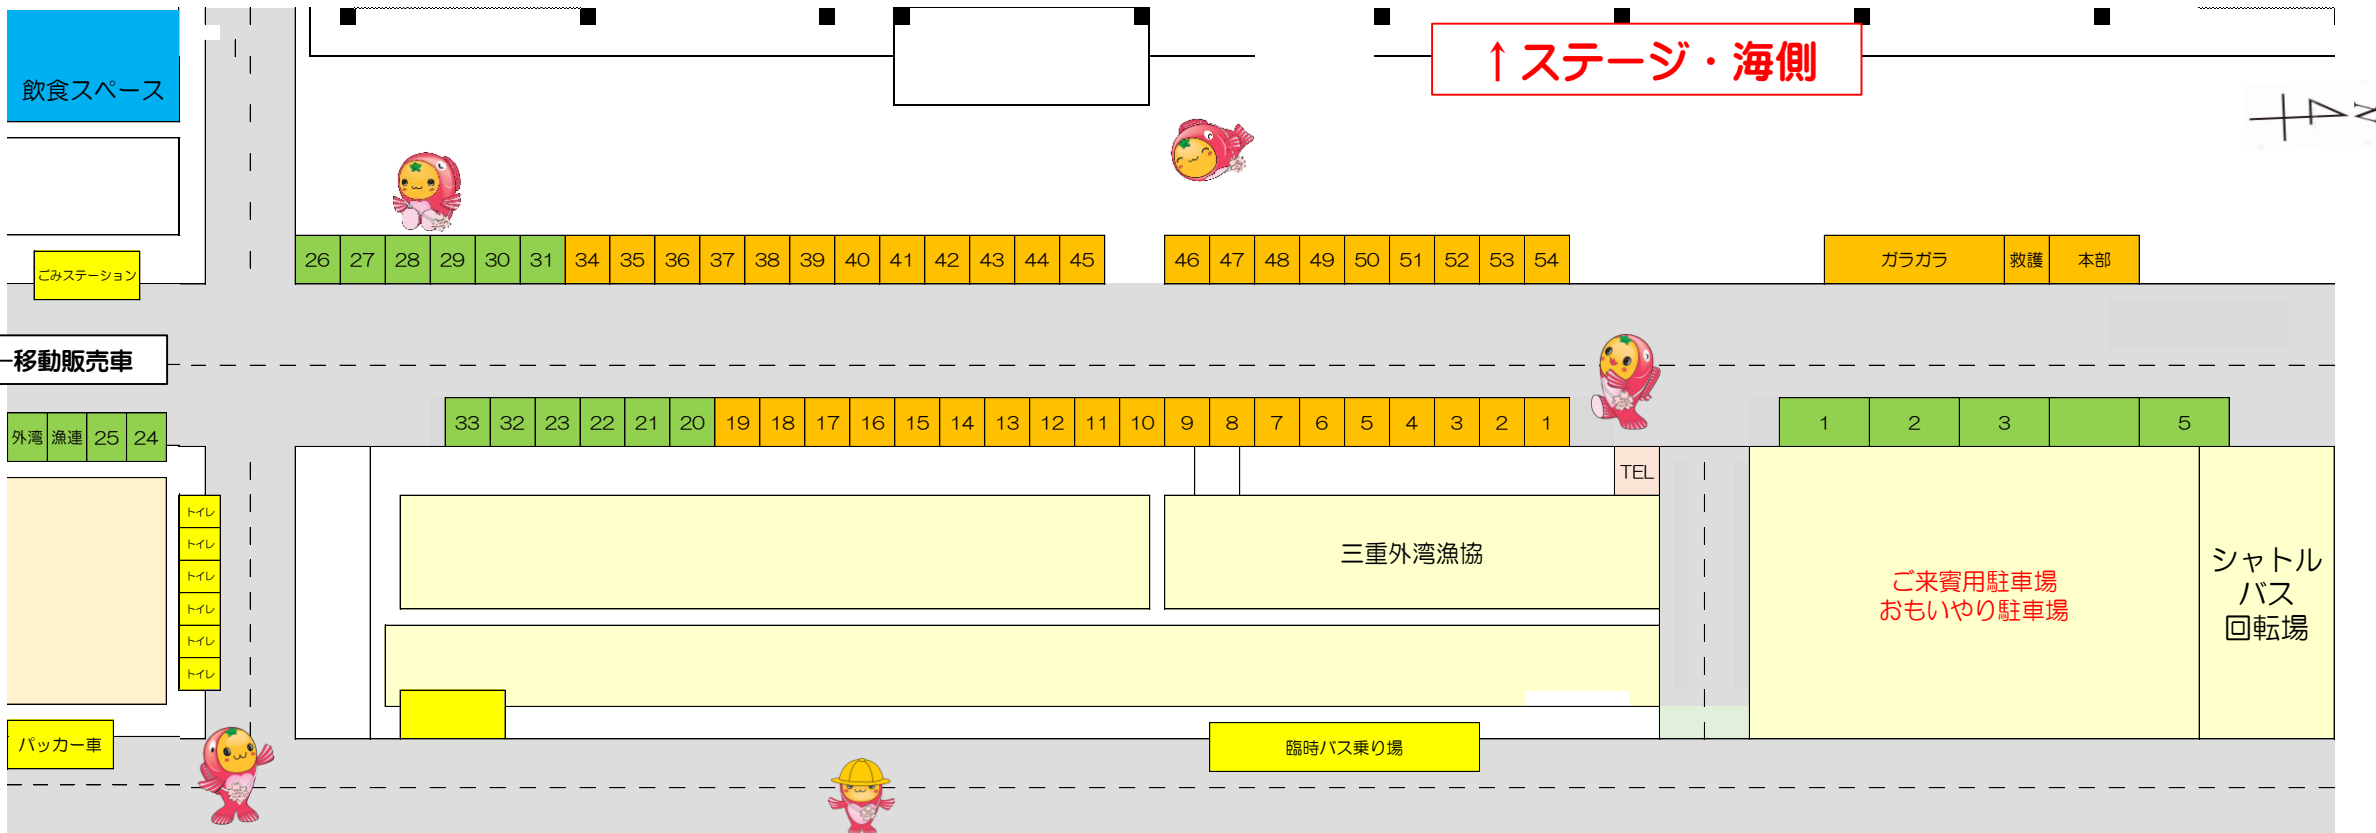 ↑ステージ・海側
飲食スペース
N
ごみステーション
26 27 28 29 30 31 34 35 36 37 38 39 40 41 42 43 44 45 46 47 48 49 50 51 52 53 54 ガラガラ 救護 本部
移動販売車
外湾 漁連 25 24 33 32 23 22 21 20 19 18 17 16 15 14 13 12 11 10 9 8 7 6 5 4 3 2 1 1 2 3 5
TEL
トイレ
トイレ
トイレ
トイレ
トイレ
トイレ
三重外湾漁協
ご来賓用駐車場
おもいやり駐車場
シャトル
バス
回転場
パッカー車
臨時バス乗り場